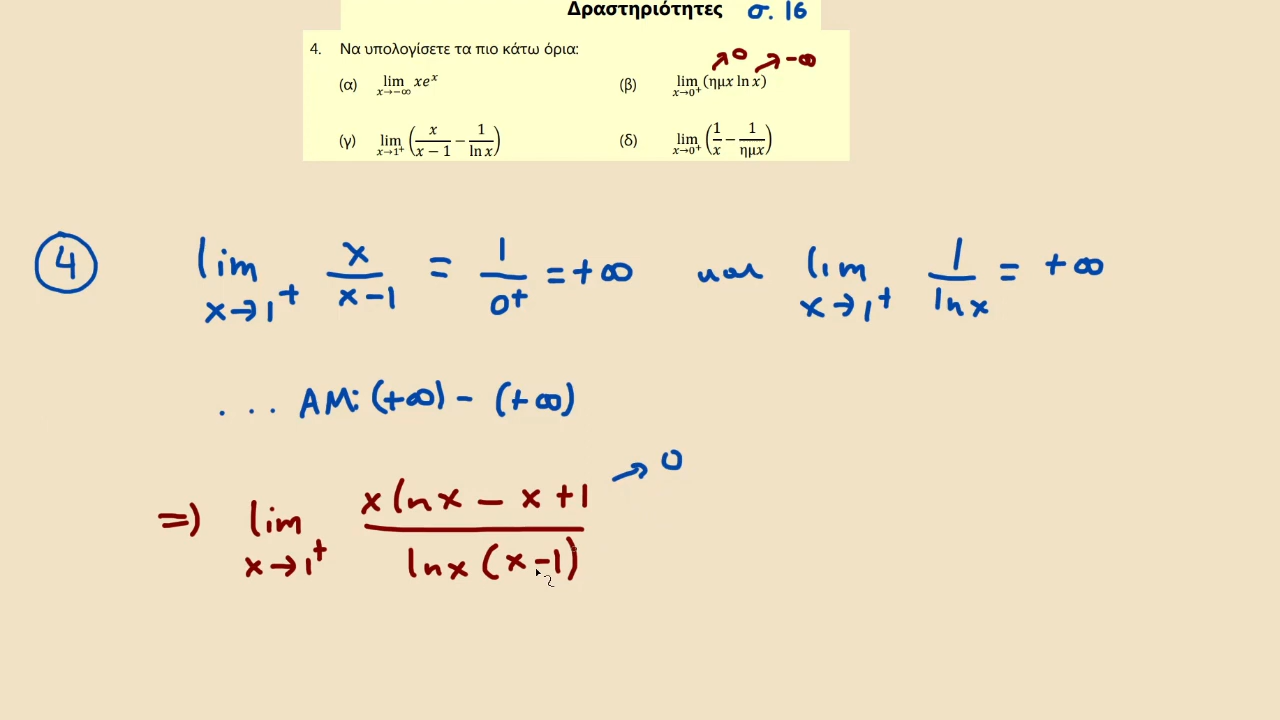 Δραστηριότητες σ. 16
4. Να υπολογίσετε τα πιο κάτω όρια: →0 →-∞
(α) lim x→-∞ xeˣ (β) lim x→0⁺ (ημx ln x)
(γ) lim x→1⁺ (x/(x − 1) − 1/ln x) (δ) lim x→0⁺ (1/x − 1/ημx)
④ lim x→1⁺ x/(x-1) = 1/0⁺ = +∞ και lim x→1⁺ 1/ln x = +∞
... ΑΜ: (+∞) - (+∞)
⇒ lim x→1⁺ (x ln x - x + 1)/(ln x (x-1)) → 0